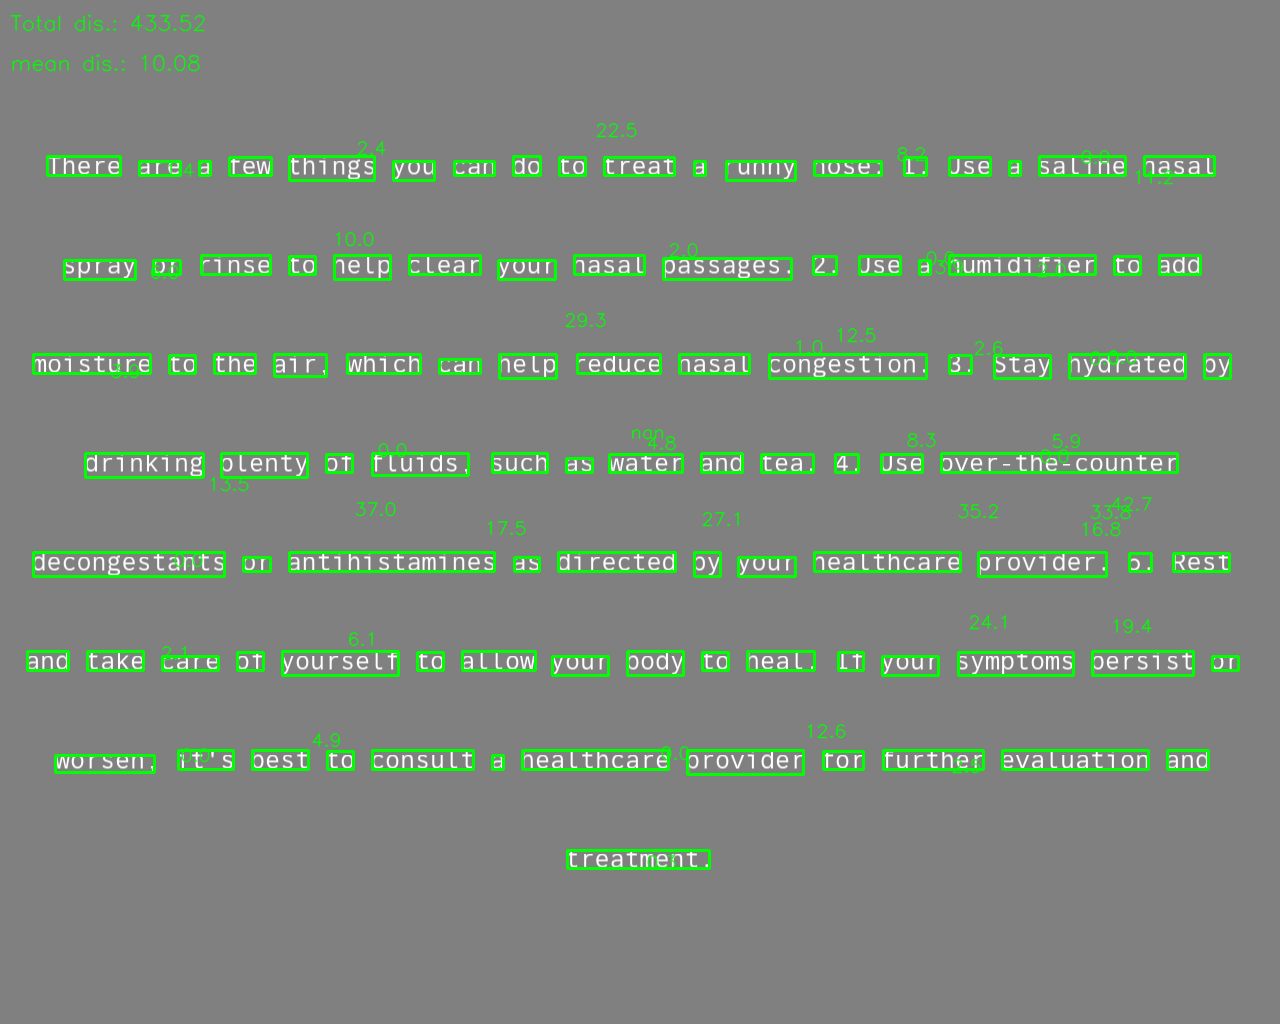 Total dis.: 433.52
mean dis.: 10.08
22.5
2.4 8.2
There are a few things you can do to treat a runny nose: 1. Use a saline nasal
10.0 2.0
spray or rinse to help clear your nasal passages. 2. Use a humidifier to add
29.3 12.5
1.0 2.6
moisture to the air, which can help reduce nasal congestion. 3. Stay hydrated by
nan 4.8 8.3 5.9
0.0
drinking plenty of fluids, such as water and tea. 4. Use over-the-counter
13.5
37.0 17.5 27.1 35.2 33.8 42.7
16.8
decongestants or antihistamines as directed by your healthcare provider. 5. Rest
6.1 24.1 19.4
2.1
and take care of yourself to allow your body to heal. If your symptoms persist or
4.9 12.6
worsen, it's best to consult a healthcare provider for further evaluation and
treatment.